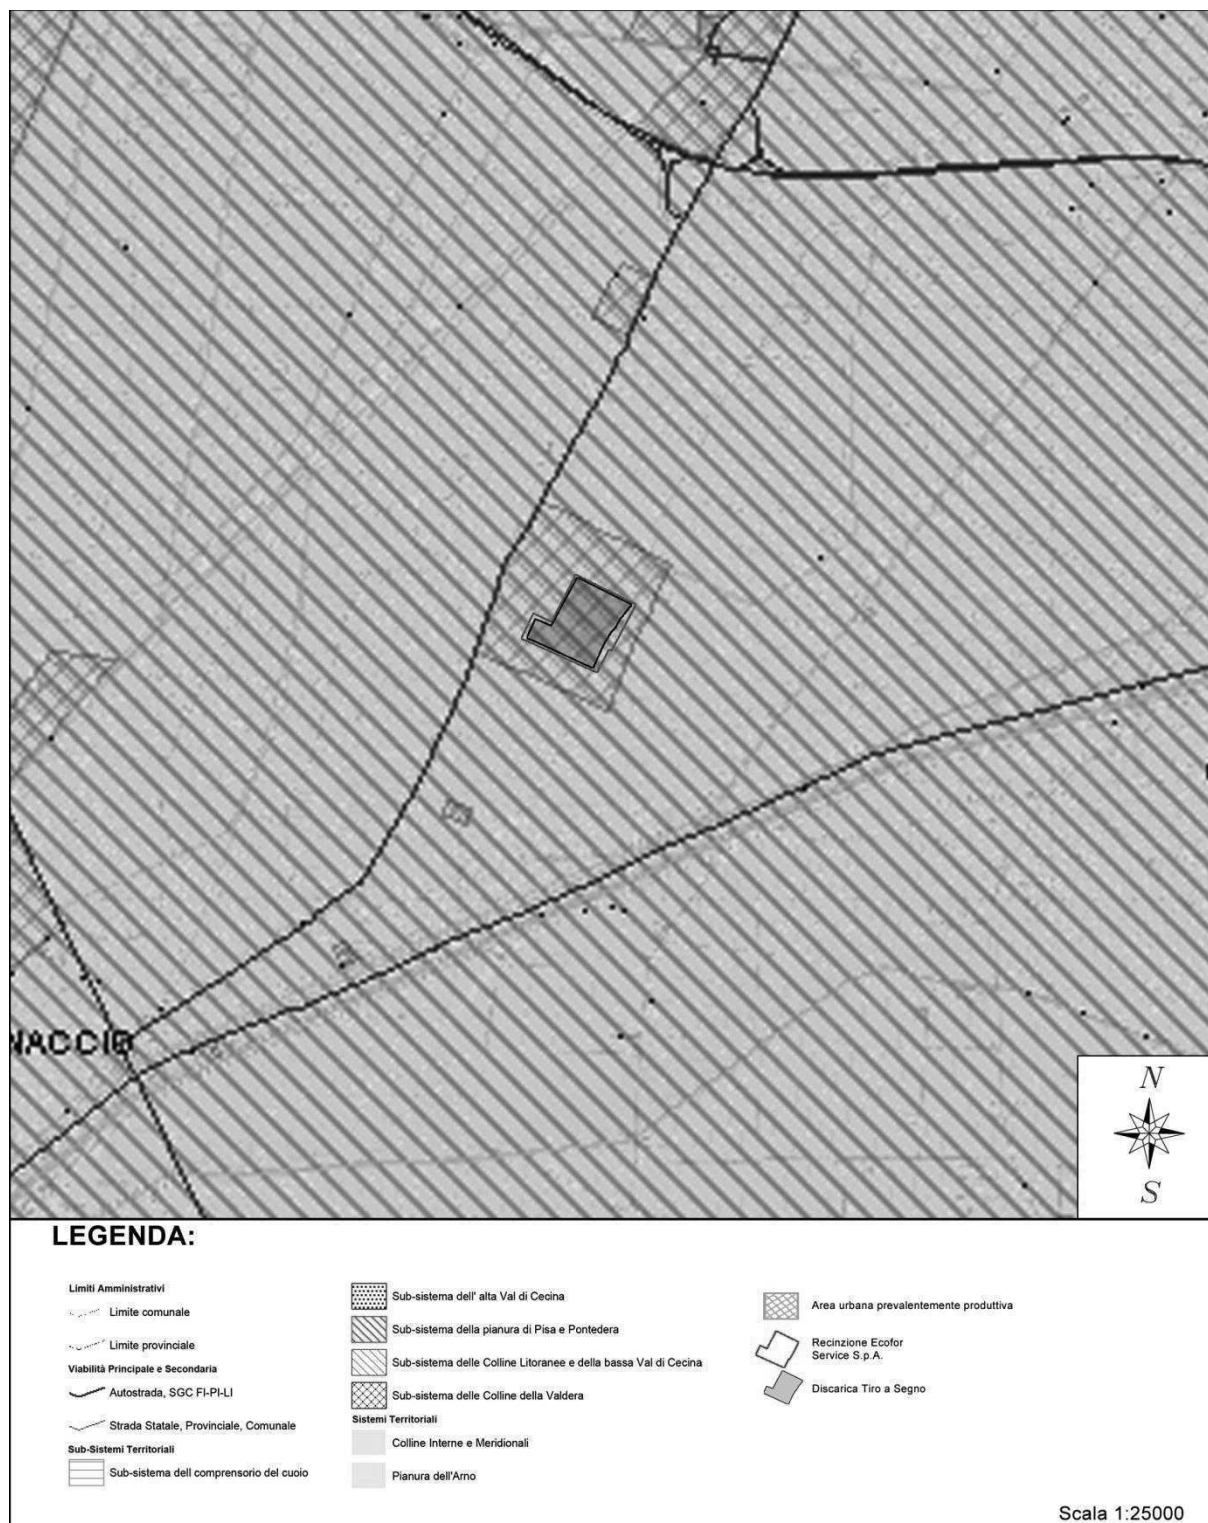 NACCIO
N
S
LEGENDA:
Limiti Amministrativi
Limite comunale
Limite provinciale
Viabilità Principale e Secondaria
Autostrada, SGC FI-PI-LI
Strada Statale, Provinciale, Comunale
Sub-Sistemi Territoriali
Sub-sistema dell comprensorio del cuoio
Sub-sistema dell' alta Val di Cecina
Sub-sistema della pianura di Pisa e Pontedera
Sub-sistema delle Colline Litoranee e della bassa Val di Cecina
Sub-sistema delle Colline della Valdera
Sistemi Territoriali
Colline Interne e Meridionali
Pianura dell'Arno
Area urbana prevalentemente produttiva
Recinzione Ecofor
Service S.p.A.
Discarica Tiro a Segno
Scala 1:25000